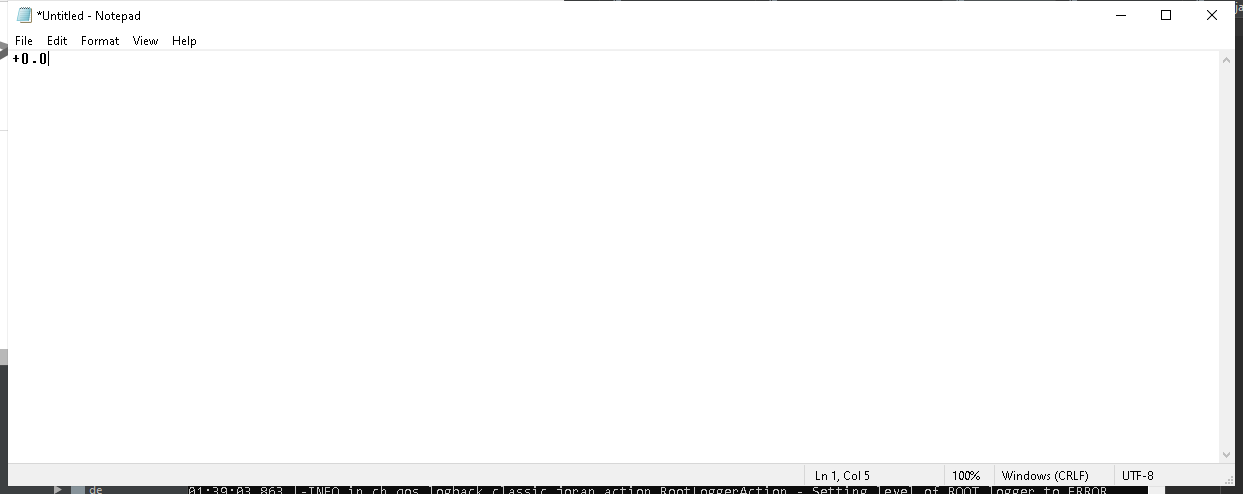 *Untitled - Notepad
File Edit Format View Help
+0.0
Ln 1, Col 5 100% Windows (CRLF) UTF-8
de 01:39:03,863 |-INFO in ch.qos.logback.classic.joran.action.RootLoggerAction - Setting level of ROOT logger to ERROR